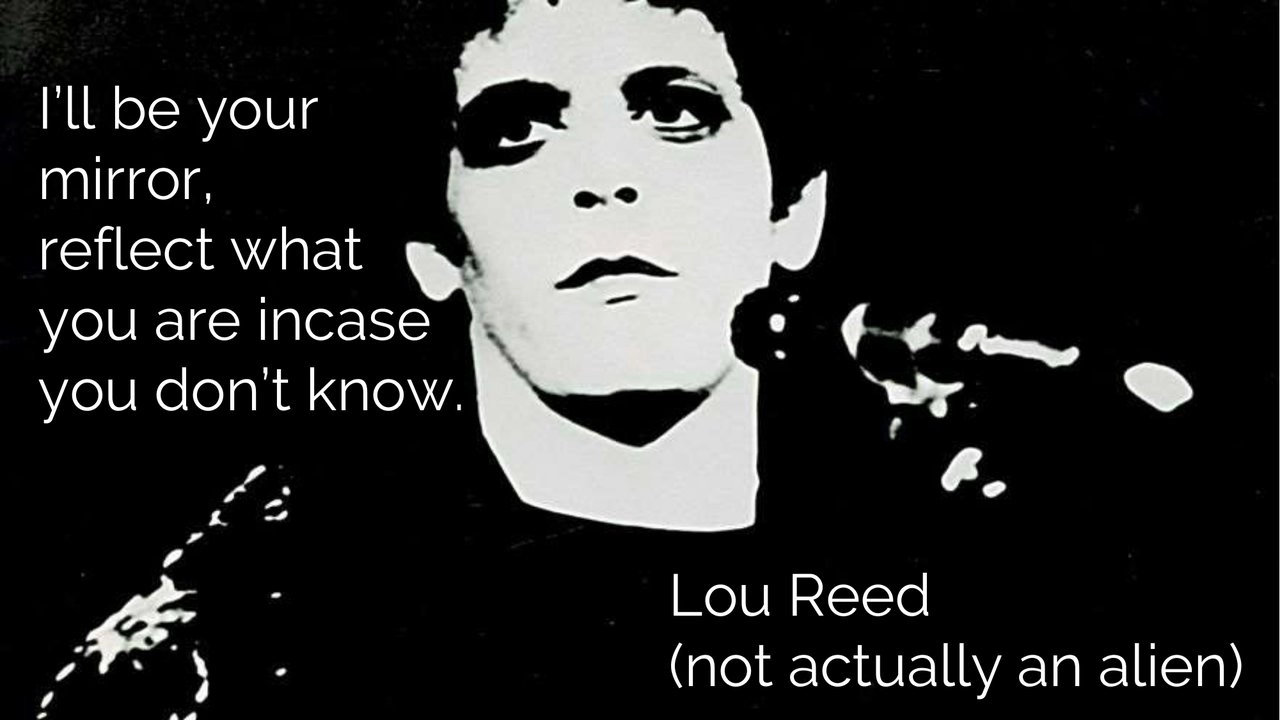 I’ll be your
mirror,
reflect what
you are incase
you don’t know.
Lou Reed
(not actually an alien)